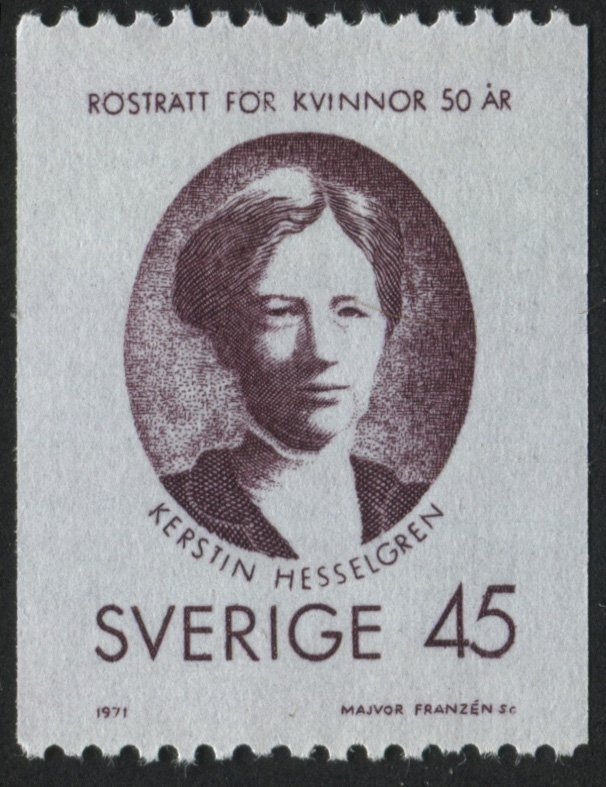 RÖSTRÄTT FÖR KVINNOR 50 ÅR
KERSTIN HESSELGREN
SVERIGE 45
1971 MAJVOR FRANZÉN Sc